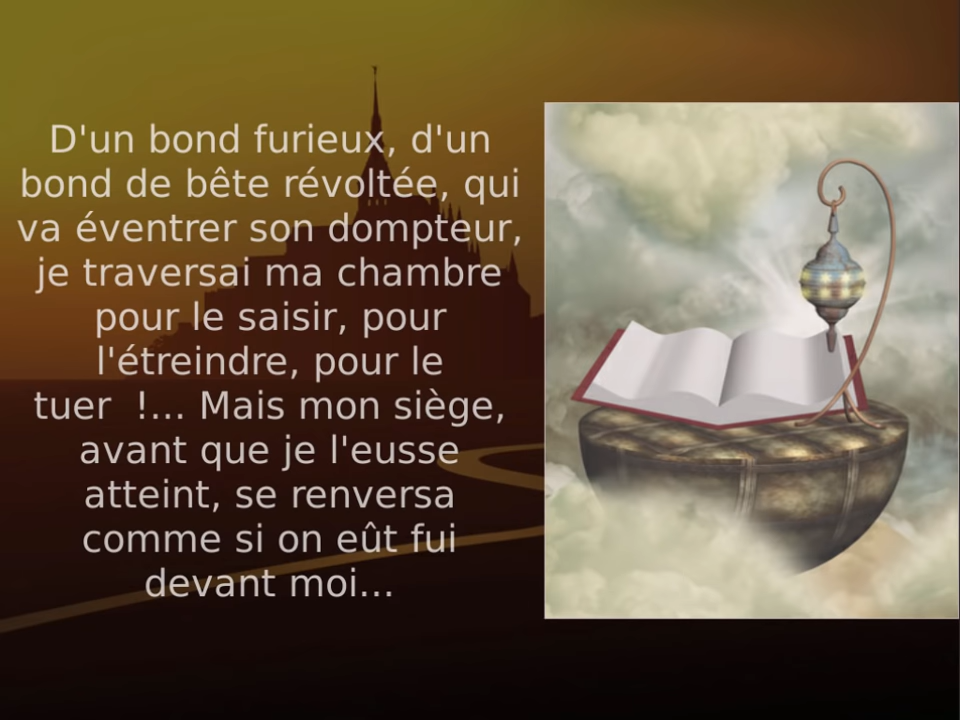 D'un bond furieux, d'un
bond de bête révoltée, qui
va éventrer son dompteur,
je traversai ma chambre
pour le saisir, pour
l'étreindre, pour le
tuer  !... Mais mon siège,
avant que je l'eusse
atteint, se renversa
comme si on eût fui
devant moi...